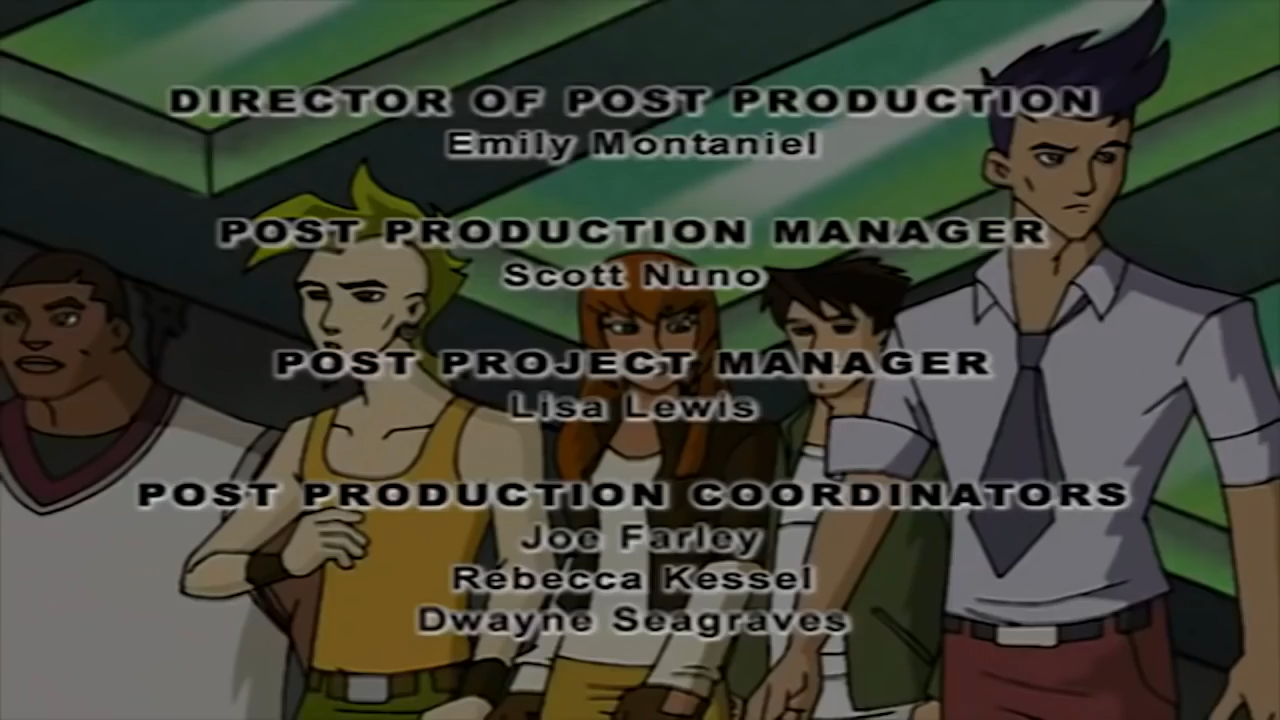 DIRECTOR OF POST PRODUCTION
Emily Montaniel
POST PRODUCTION MANAGER
Scott Nuno
POST PROJECT MANAGER
Lisa Lewis
POST PRODUCTION COORDINATORS
Joe Farley
Rebecca Kessel
Dwayne Seagraves